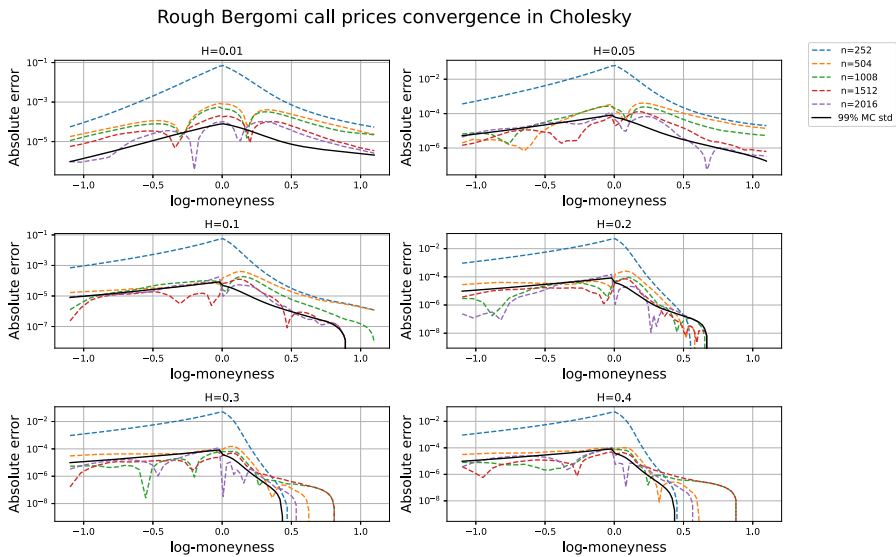 Rough Bergomi call prices convergence in Cholesky
H=0.01
H=0.05
n=252
n=504
n=1008
n=1512
n=2016
99% MC std
Absolute error
10⁻¹
10⁻³
10⁻⁵
−1.0 −0.5 0.0 0.5 1.0
log-moneyness
Absolute error
10⁻²
10⁻⁴
10⁻⁶
−1.0 −0.5 0.0 0.5 1.0
log-moneyness
H=0.1
H=0.2
Absolute error
10⁻¹
10⁻³
10⁻⁵
10⁻⁷
−1.0 −0.5 0.0 0.5 1.0
log-moneyness
Absolute error
10⁻²
10⁻⁴
10⁻⁶
10⁻⁸
−1.0 −0.5 0.0 0.5 1.0
log-moneyness
H=0.3
H=0.4
Absolute error
10⁻²
10⁻⁴
10⁻⁶
10⁻⁸
−1.0 −0.5 0.0 0.5 1.0
log-moneyness
Absolute error
10⁻²
10⁻⁴
10⁻⁶
10⁻⁸
−1.0 −0.5 0.0 0.5 1.0
log-moneyness